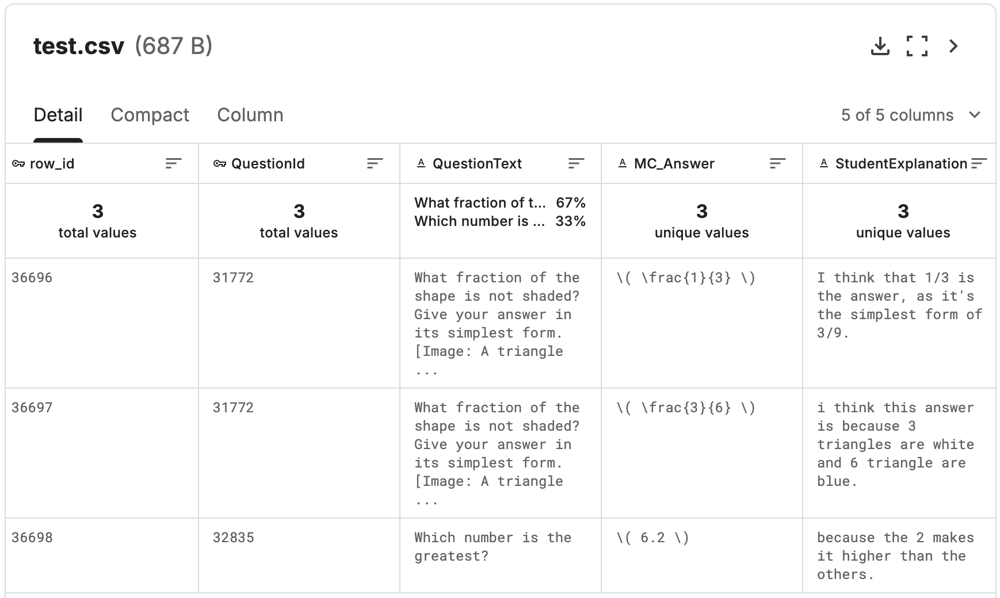 test.csv (687 B)
Detail Compact Column 5 of 5 columns
row_id QuestionId A QuestionText A MC_Answer A StudentExplanation
3
total values
3
total values
What fraction of t... 67%
Which number is ... 33%
3
unique values
3
unique values
36696
31772
What fraction of the
shape is not shaded?
Give your answer in
its simplest form.
[Image: A triangle
...
\( \frac{1}{3} \)
I think that 1/3 is
the answer, as it's
the simplest form of
3/9.
36697
31772
What fraction of the
shape is not shaded?
Give your answer in
its simplest form.
[Image: A triangle
...
\( \frac{3}{6} \)
i think this answer
is because 3
triangles are white
and 6 triangle are
blue.
36698
32835
Which number is the
greatest?
\( 6.2 \)
because the 2 makes
it higher than the
others.